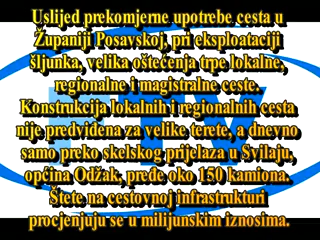 Uslijed prekomjerne upotrebe cesta u
Županiji Posavskoj, pri eksploataciji
šljunka, velika oštećenja trpe lokalne,
regionalne i magistralne ceste.
Konstrukcija lokalnih i regionalnih cesta
nije predviđena za velike terete, a dnevno
samo preko skelskog prijelaza u Svilaju,
općina Odžak, pređe oko 150 kamiona.
Štete na cestovnoj infrastrukturi
procjenjuju se u milijunskim iznosima.